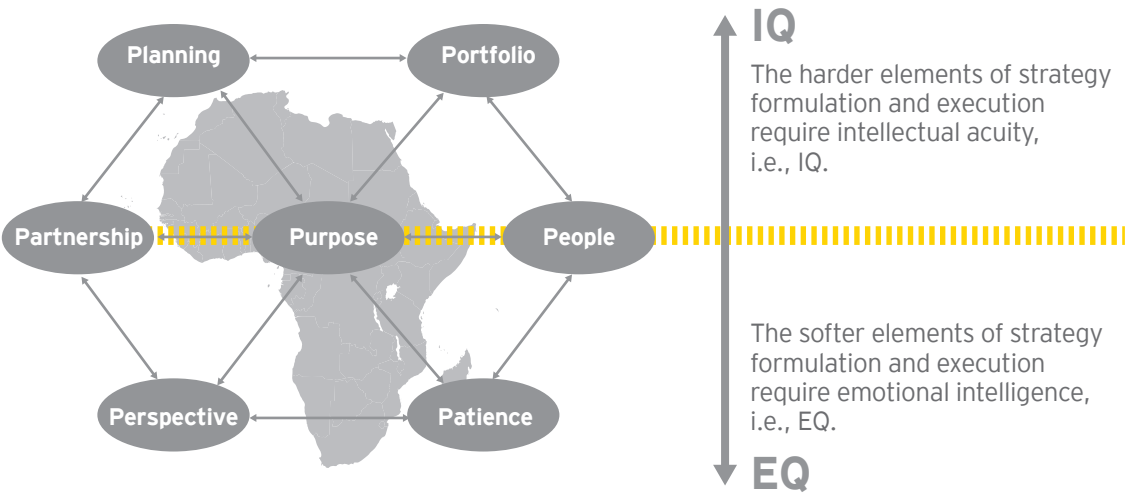 Planning
Portfolio
Partnership
Purpose
People
Perspective
Patience
IQ
The harder elements of strategy
formulation and execution
require intellectual acuity,
i.e., IQ.
The softer elements of strategy
formulation and execution
require emotional intelligence,
i.e., EQ.
EQ